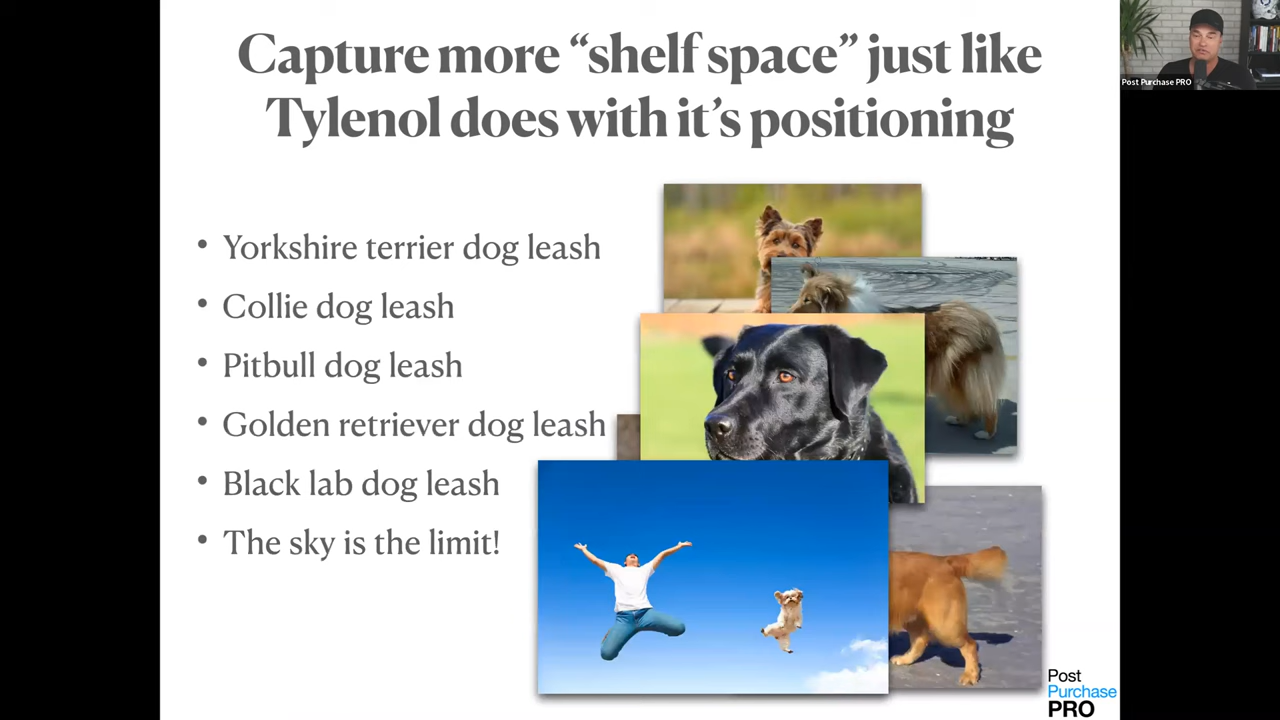 Capture more “shelf space” just like
Tylenol does with it’s positioning
• Yorkshire terrier dog leash
• Collie dog leash
• Pitbull dog leash
• Golden retriever dog leash
• Black lab dog leash
• The sky is the limit!
Post Purchase PRO
Post
Purchase
PRO